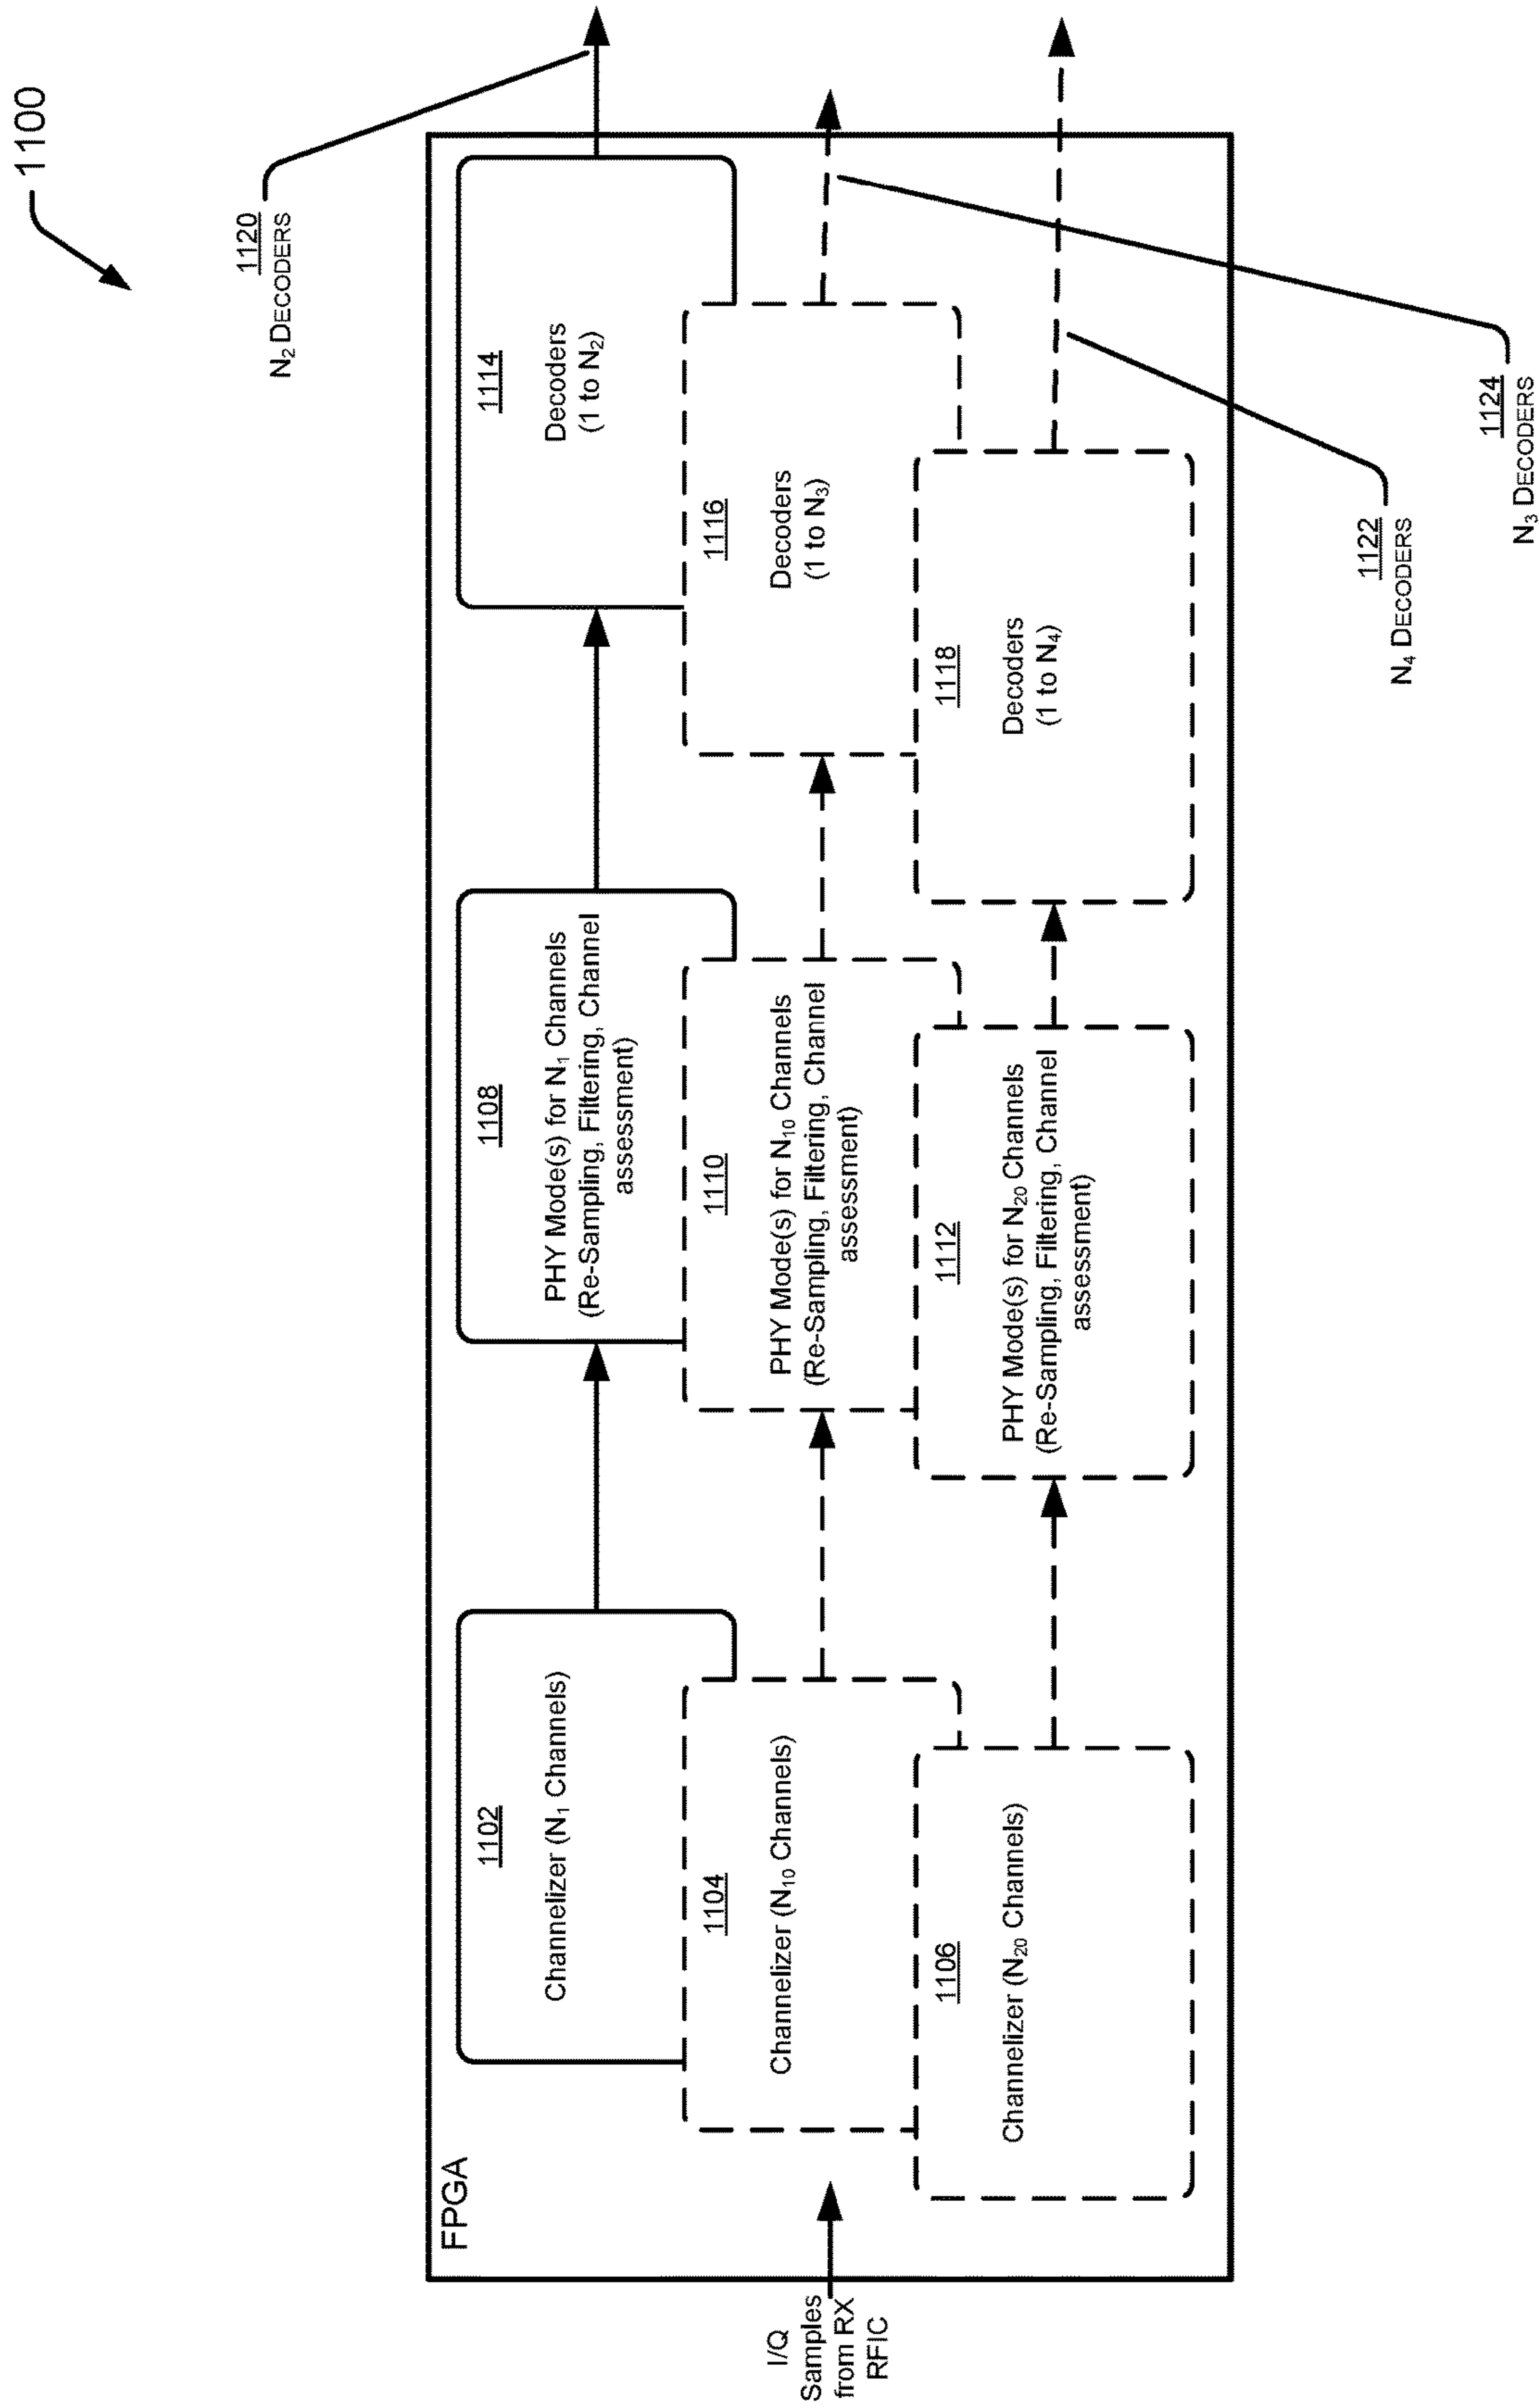 1100
FPGA
I/Q
Samples
from RX
RFIC
1102
Channelizer (N₁ Channels)
1104
Channelizer (N₁₀ Channels)
1106
Channelizer (N₂₀ Channels)
1108
PHY Mode(s) for N₁ Channels
(Re-Sampling, Filtering, Channel
assessment)
1110
PHY Mode(s) for N₁₀ Channels
(Re-Sampling, Filtering, Channel
assessment)
1112
PHY Mode(s) for N₂₀ Channels
(Re-Sampling, Filtering, Channel
assessment)
1114
Decoders
(1 to N₂)
1116
Decoders
(1 to N₃)
1118
Decoders
(1 to N₄)
1120
N₂ DECODERS
1122
N₄ DECODERS
1124
N₃ DECODERS